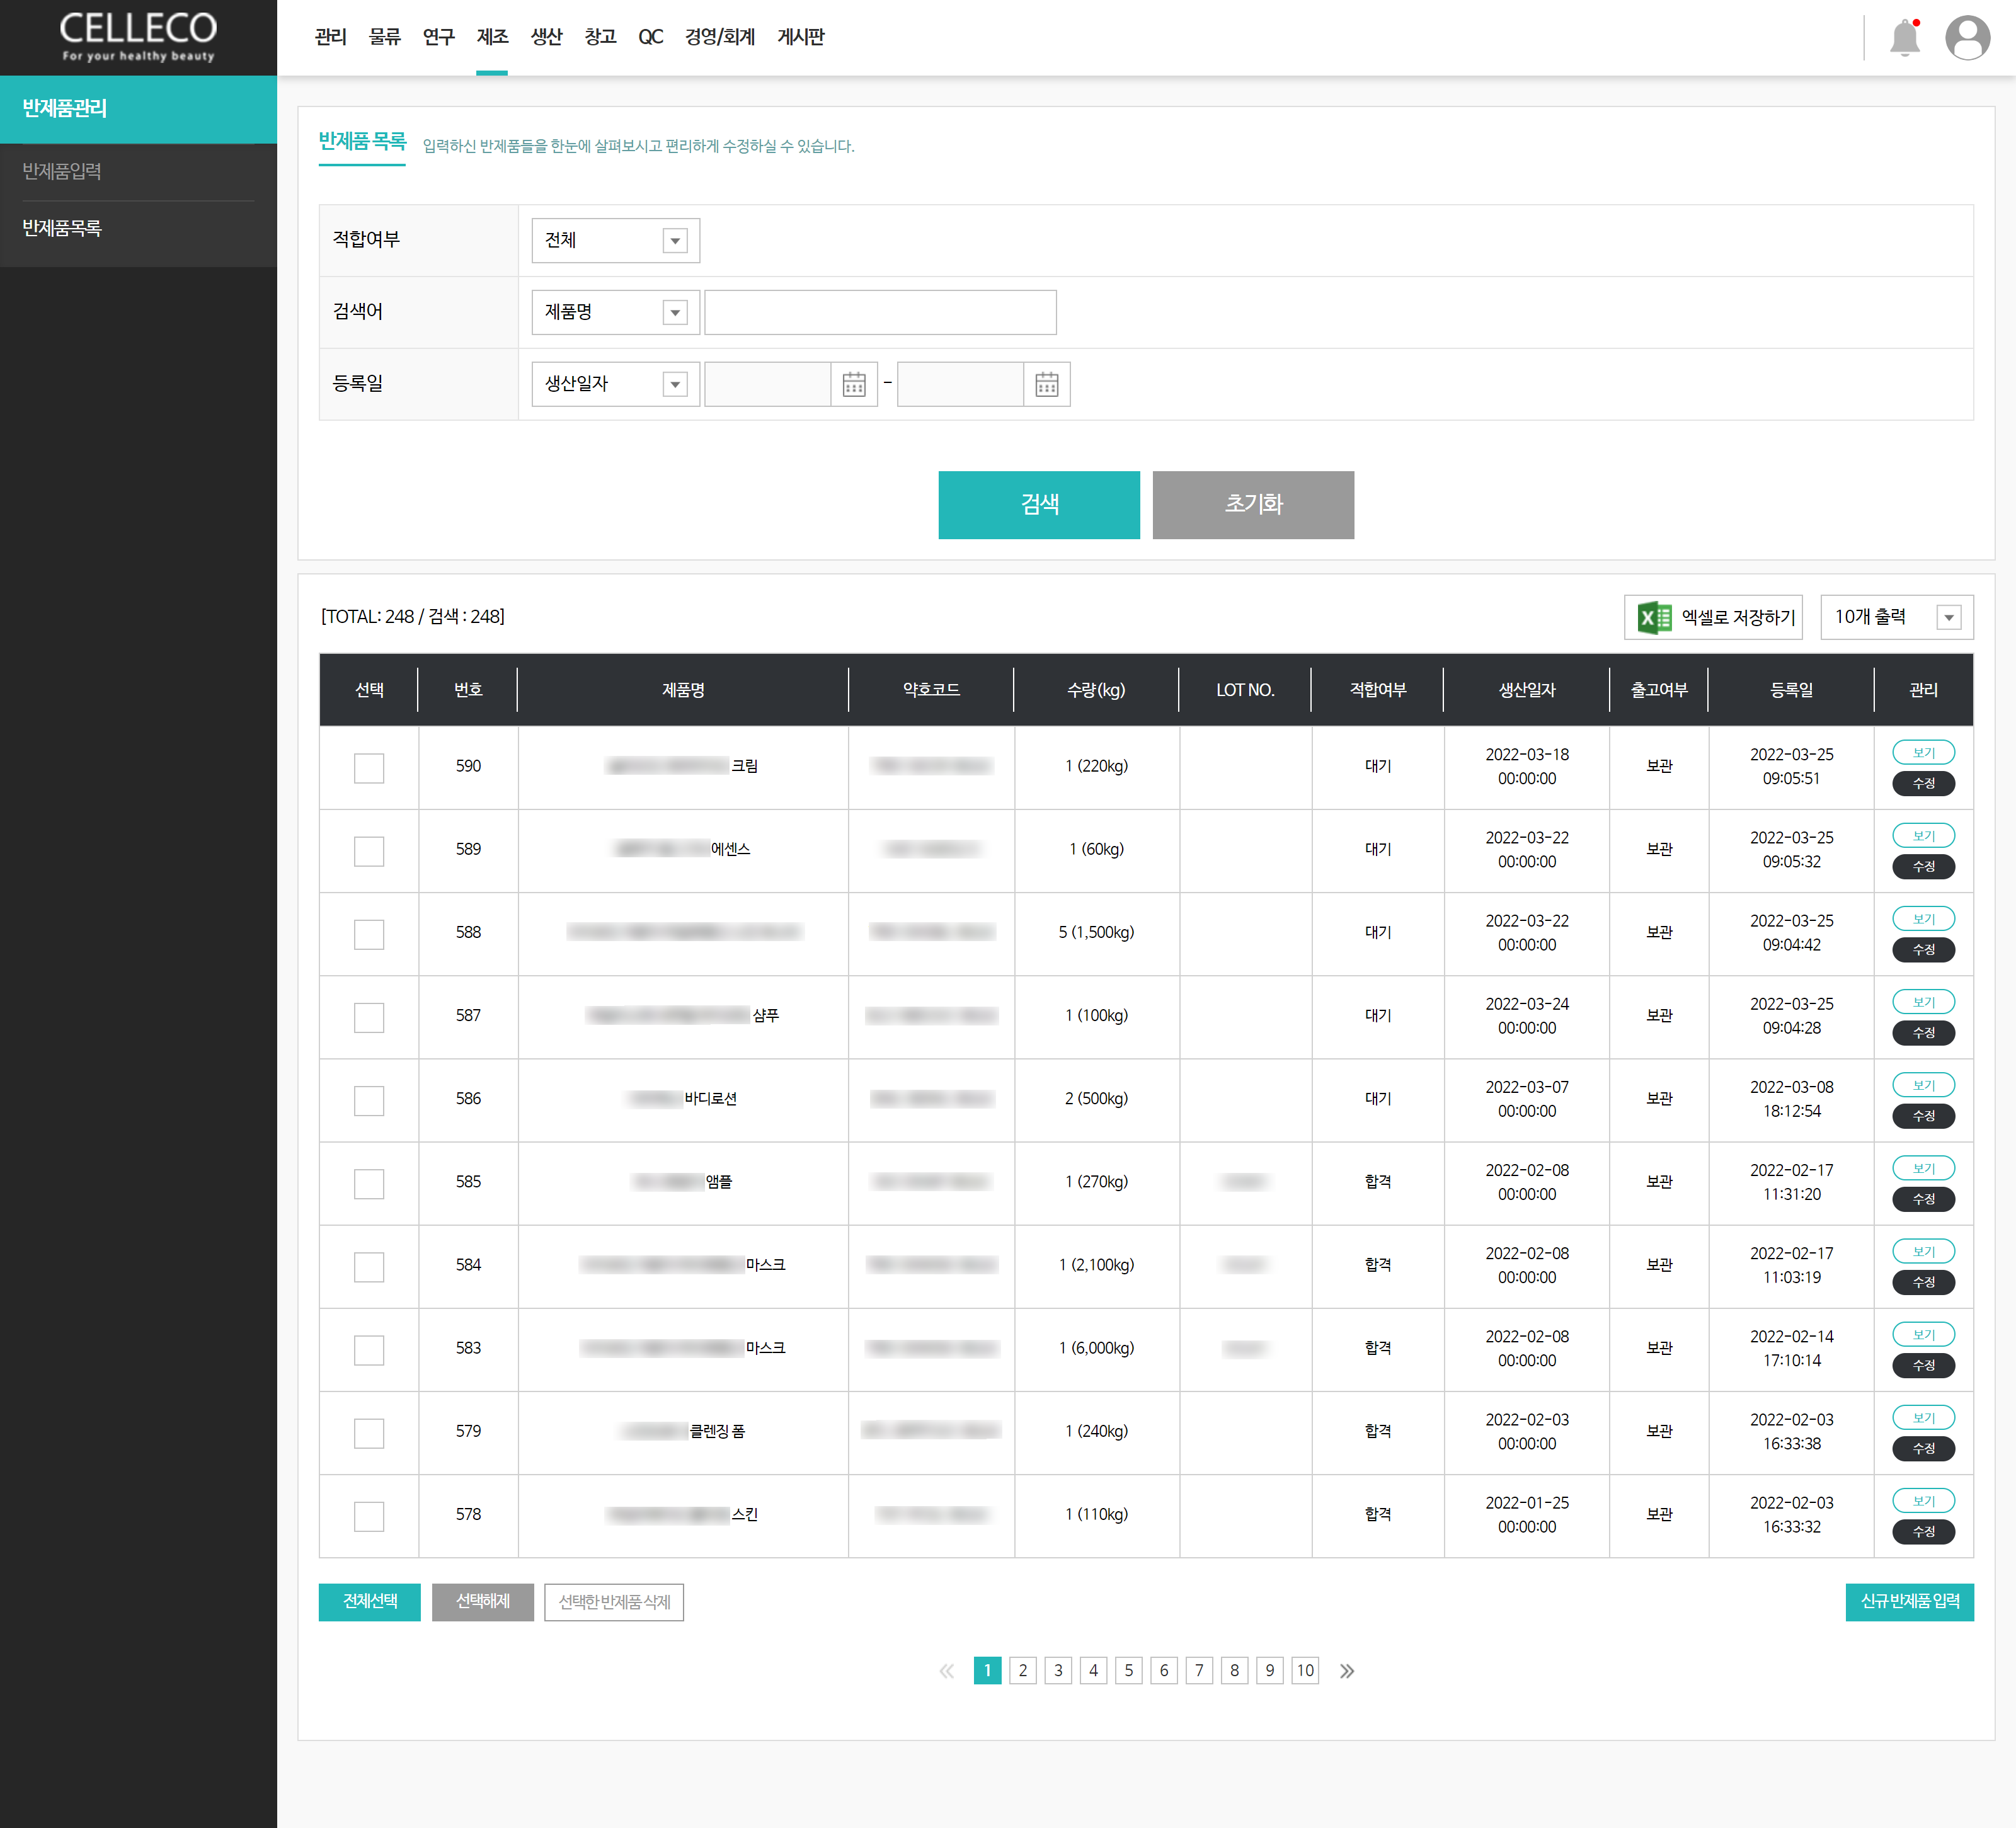 CELLECO
For your healthy beauty
관리 물류 연구 제조 생산 창고 QC 경영/회계 게시판
반제품관리
반제품입력
반제품목록
반제품 목록 입력하신 반제품들을 한눈에 살펴보시고 편리하게 수정하실 수 있습니다.
적합여부 전체
검색어 제품명
등록일 생산일자 -
검색 초기화
[TOTAL: 248 / 검색 : 248] 엑셀로 저장하기 10개 출력
선택 번호 제품명 약호코드 수량(kg) LOT NO. 적합여부 생산일자 출고여부 등록일 관리
590 크림 1 (220kg) 대기 2022-03-18 00:00:00 보관 2022-03-25 09:05:51 보기 수정
589 에센스 1 (60kg) 대기 2022-03-22 00:00:00 보관 2022-03-25 09:05:32 보기 수정
588 5 (1,500kg) 대기 2022-03-22 00:00:00 보관 2022-03-25 09:04:42 보기 수정
587 샴푸 1 (100kg) 대기 2022-03-24 00:00:00 보관 2022-03-25 09:04:28 보기 수정
586 바디로션 2 (500kg) 대기 2022-03-07 00:00:00 보관 2022-03-08 18:12:54 보기 수정
585 앰플 1 (270kg) 합격 2022-02-08 00:00:00 보관 2022-02-17 11:31:20 보기 수정
584 마스크 1 (2,100kg) 합격 2022-02-08 00:00:00 보관 2022-02-17 11:03:19 보기 수정
583 마스크 1 (6,000kg) 합격 2022-02-08 00:00:00 보관 2022-02-14 17:10:14 보기 수정
579 클렌징 폼 1 (240kg) 합격 2022-02-03 00:00:00 보관 2022-02-03 16:33:38 보기 수정
578 스킨 1 (110kg) 합격 2022-01-25 00:00:00 보관 2022-02-03 16:33:32 보기 수정
전체선택 선택해제 선택한 반제품 삭제 신규 반제품 입력
1 2 3 4 5 6 7 8 9 10